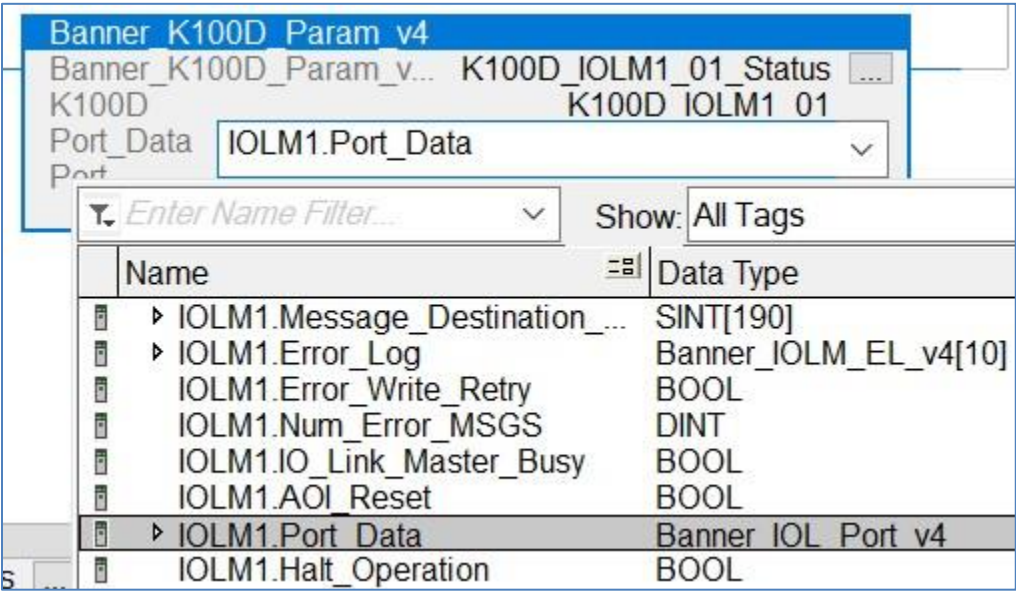 Banner_K100D_Param_v4
Banner_K100D_Param_v... K100D_IOLM1_01_Status ...
K100D K100D_IOLM1_01
Port_Data IOLM1.Port_Data
Port
Enter Name Filter... Show: All Tags
Name Data Type
IOLM1.Message_Destination_... SINT[190]
IOLM1.Error_Log Banner_IOLM_EL_v4[10]
IOLM1.Error_Write_Retry BOOL
IOLM1.Num_Error_MSGS DINT
IOLM1.IO_Link_Master_Busy BOOL
IOLM1.AOI_Reset BOOL
IOLM1.Port_Data Banner_IOL_Port_v4
IOLM1.Halt_Operation BOOL
s ...